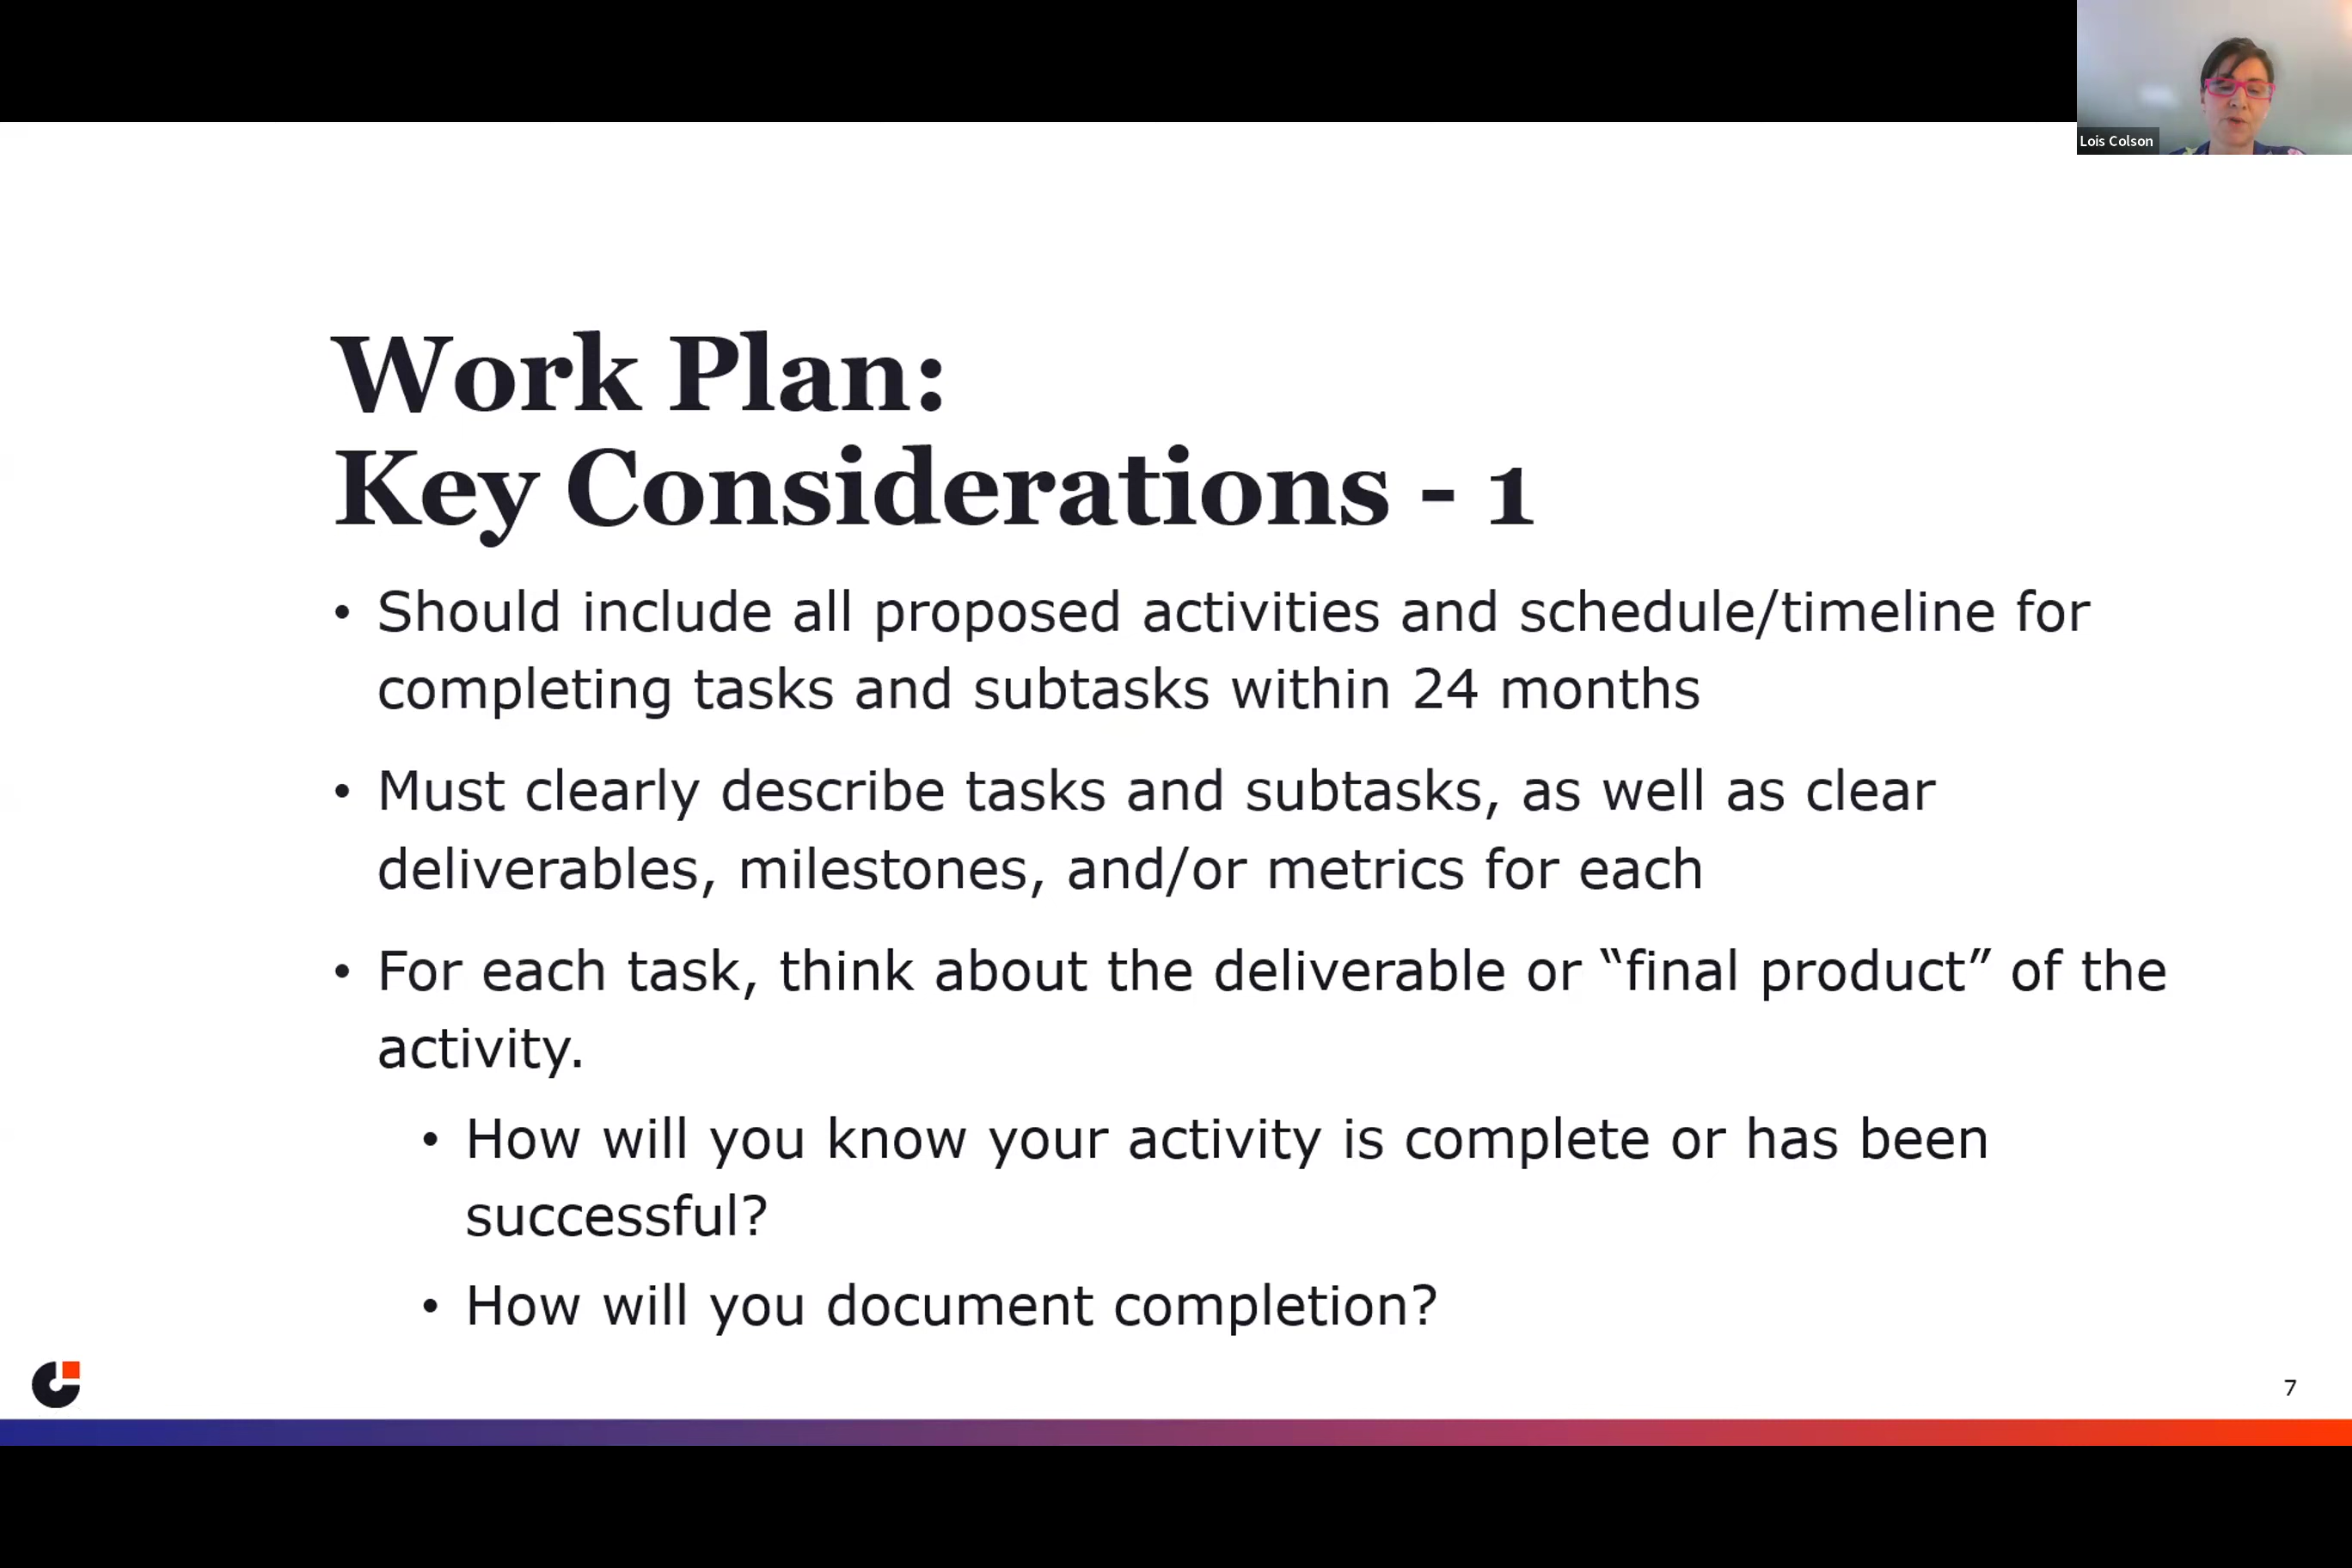 Lois Colson
Work Plan:
Key Considerations - 1
• Should include all proposed activities and schedule/timeline for
completing tasks and subtasks within 24 months
• Must clearly describe tasks and subtasks, as well as clear
deliverables, milestones, and/or metrics for each
• For each task, think about the deliverable or “final product” of the
activity.
• How will you know your activity is complete or has been
successful?
• How will you document completion?
7